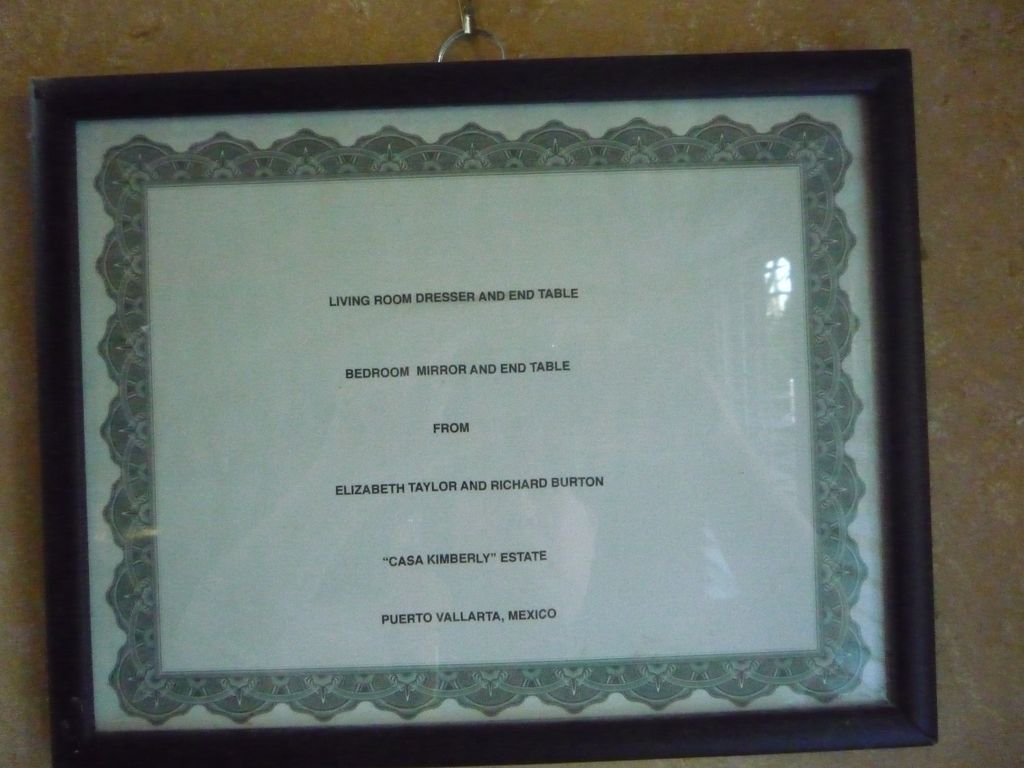 LIVING ROOM DRESSER AND END TABLE
BEDROOM MIRROR AND END TABLE
FROM
ELIZABETH TAYLOR AND RICHARD BURTON
“CASA KIMBERLY” ESTATE
PUERTO VALLARTA, MEXICO